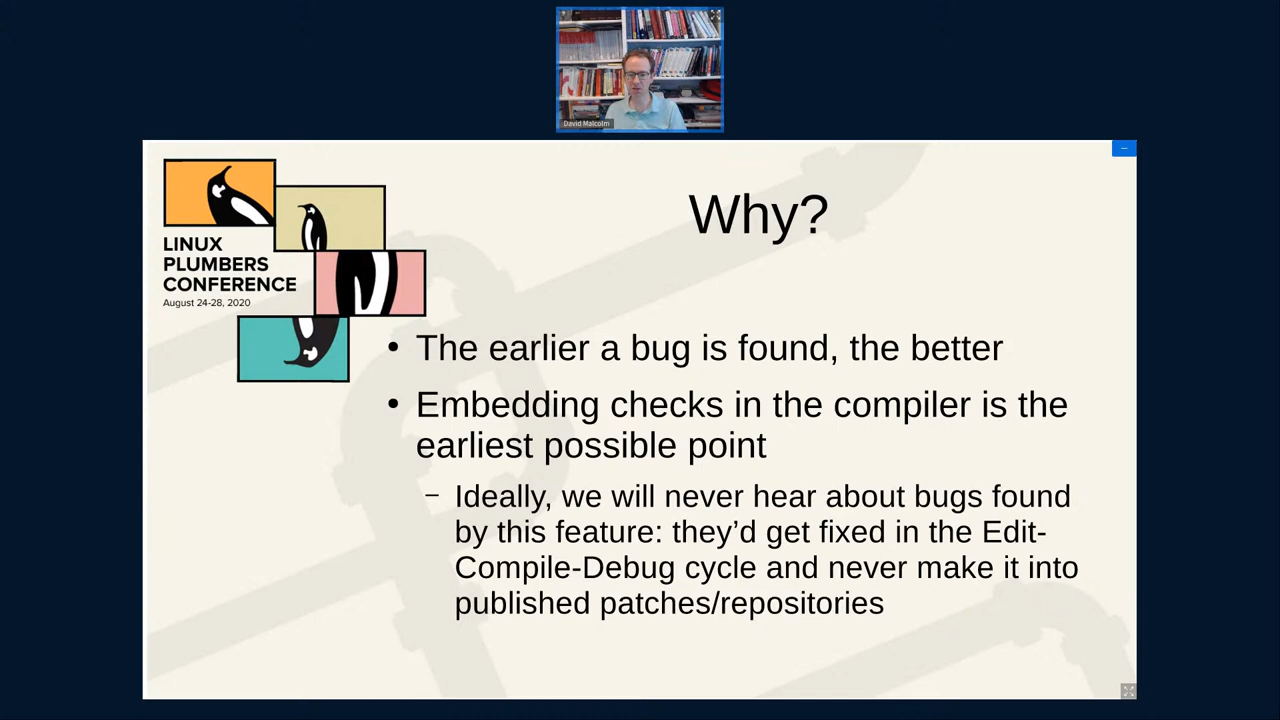 David Malcolm
LINUX
PLUMBERS
CONFERENCE
August 24-28, 2020
Why?
• The earlier a bug is found, the better
• Embedding checks in the compiler is the
earliest possible point
– Ideally, we will never hear about bugs found
by this feature: they’d get fixed in the Edit-
Compile-Debug cycle and never make it into
published patches/repositories